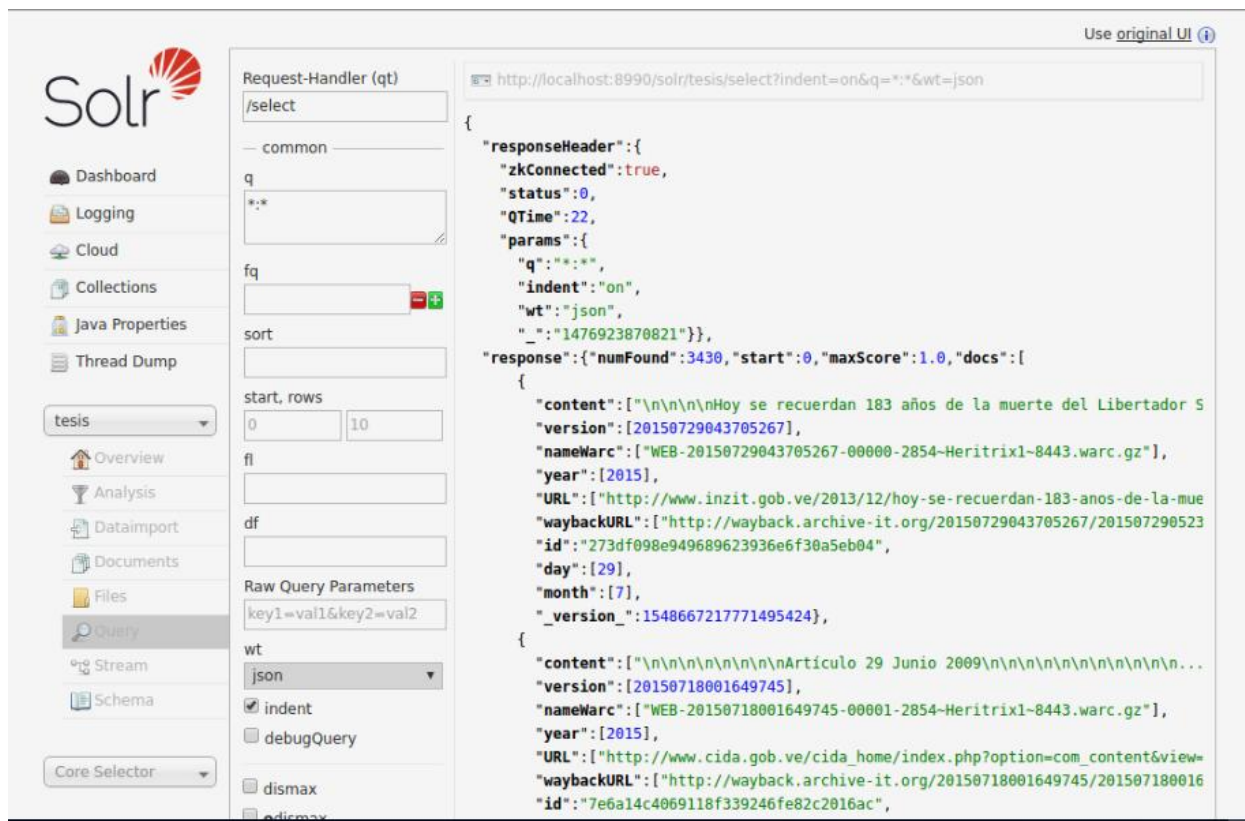 Use original UI
Solr
Dashboard
Logging
Cloud
Collections
Java Properties
Thread Dump
tesis
Overview
Analysis
Dataimport
Documents
Files
Query
Stream
Schema
Core Selector
Request-Handler (qt)
/select
common
q
*:*
fq
sort
start, rows
0 10
fl
df
Raw Query Parameters
key1=val1&key2=val2
wt
json
indent
debugQuery
dismax
edismax
http://localhost:8990/solr/tesis/select?indent=on&q=*:*&wt=json
{
"responseHeader":{
"zkConnected":true,
"status":0,
"QTime":22,
"params":{
"q":"*:*",
"indent":"on",
"wt":"json",
"_":"1476923870821"}},
"response":{"numFound":3430,"start":0,"maxScore":1.0,"docs":[
{
"content":["\n\n\n\nHoy se recuerdan 183 años de la muerte del Libertador S
"version":[20150729043705267],
"nameWarc":["WEB-20150729043705267-00000-2854~Heritrix1~8443.warc.gz"],
"year":[2015],
"URL":["http://www.inzit.gob.ve/2013/12/hoy-se-recuerdan-183-anos-de-la-mue
"waybackURL":["http://wayback.archive-it.org/20150729043705267/201507290523
"id":"273df098e949689623936e6f30a5eb04",
"day":[29],
"month":[7],
"_version_":1548667217771495424},
{
"content":["\n\n\n\n\n\n\n\nArtículo 29 Junio 2009\n\n\n\n\n\n\n\n\n\n\n...
"version":[20150718001649745],
"nameWarc":["WEB-20150718001649745-00001-2854~Heritrix1~8443.warc.gz"],
"year":[2015],
"URL":["http://www.cida.gob.ve/cida_home/index.php?option=com_content&view=
"waybackURL":["http://wayback.archive-it.org/20150718001649745/201507180016
"id":"7e6a14c4069118f339246fe82c2016ac",